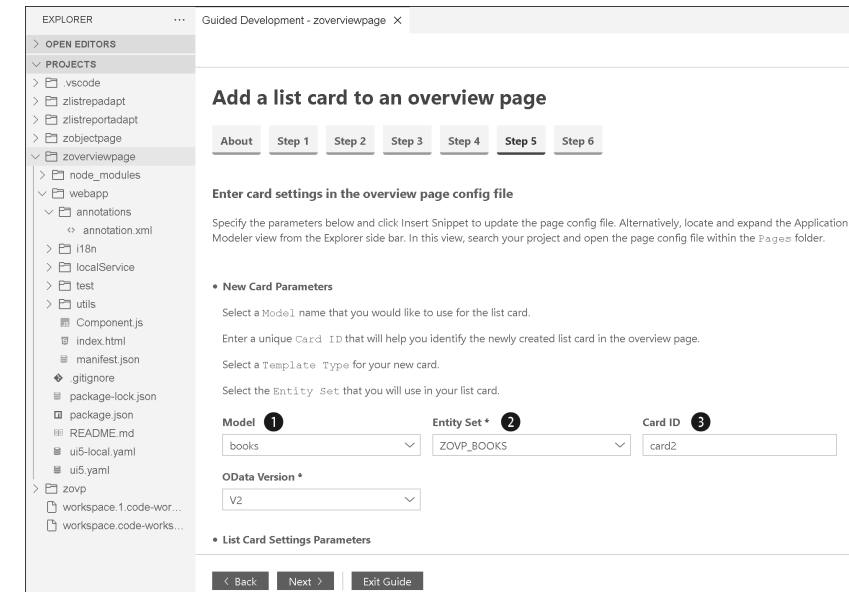 EXPLORER ···
OPEN EDITORS
PROJECTS
.vscode
zlistrepadapt
zlistreportadapt
zobjectpage
zoverviewpage
node_modules
webapp
annotations
annotation.xml
i18n
localService
test
utils
Component.js
index.html
manifest.json
.gitignore
package-lock.json
package.json
README.md
ui5-local.yaml
ui5.yaml
zovp
workspace.1.code-wor...
workspace.code-works...
Guided Development - zoverviewpage ×
Add a list card to an overview page
About Step 1 Step 2 Step 3 Step 4 Step 5 Step 6
Enter card settings in the overview page config file
Specify the parameters below and click Insert Snippet to update the page config file. Alternatively, locate and expand the Application
Modeler view from the Explorer side bar. In this view, search your project and open the page config file within the Pages folder.
• New Card Parameters
Select a Model name that you would like to use for the list card.
Enter a unique Card ID that will help you identify the newly created list card in the overview page.
Select a Template Type for your new card.
Select the Entity Set that you will use in your list card.
Model 1 Entity Set * 2 Card ID 3
books ZOVP_BOOKS card2
OData Version *
V2
• List Card Settings Parameters
< Back Next > Exit Guide